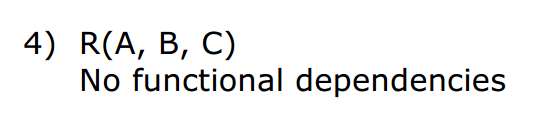 4) R(A, B, C)
No functional dependencies